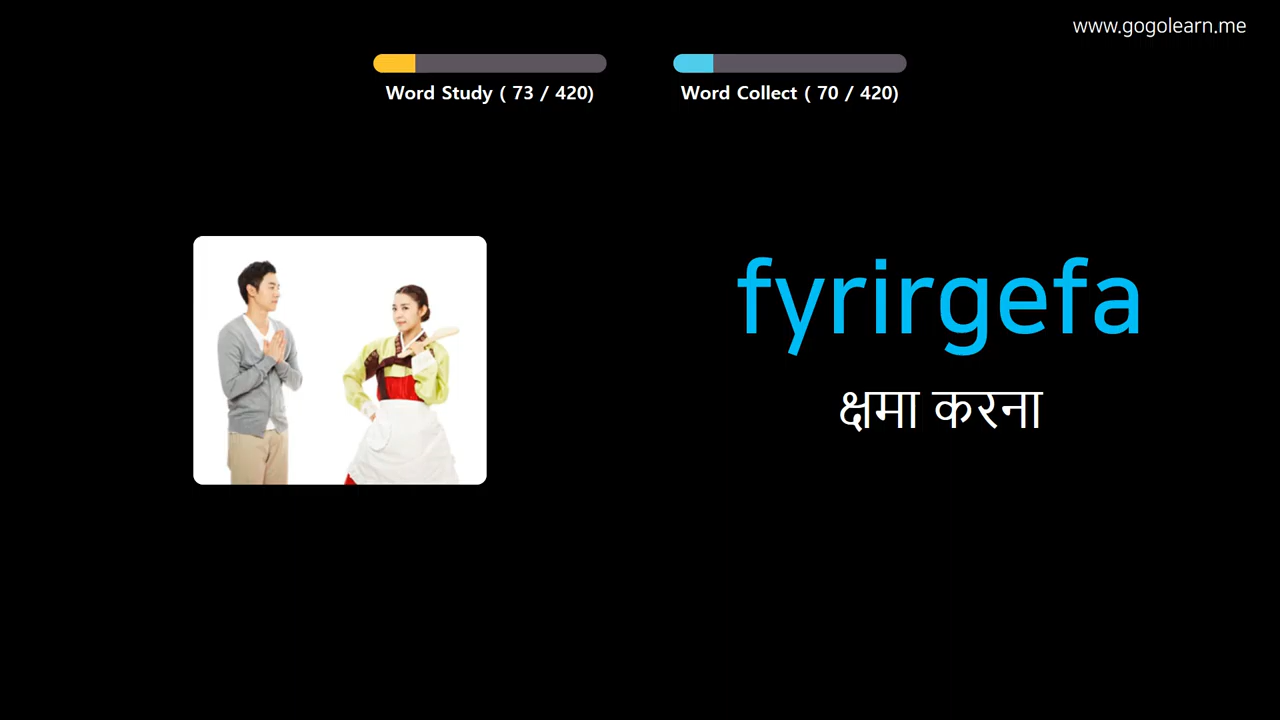 www.gogolearn.me
Word Study ( 73 / 420)
Word Collect ( 70 / 420)
fyrirgefa
क्षमा करना